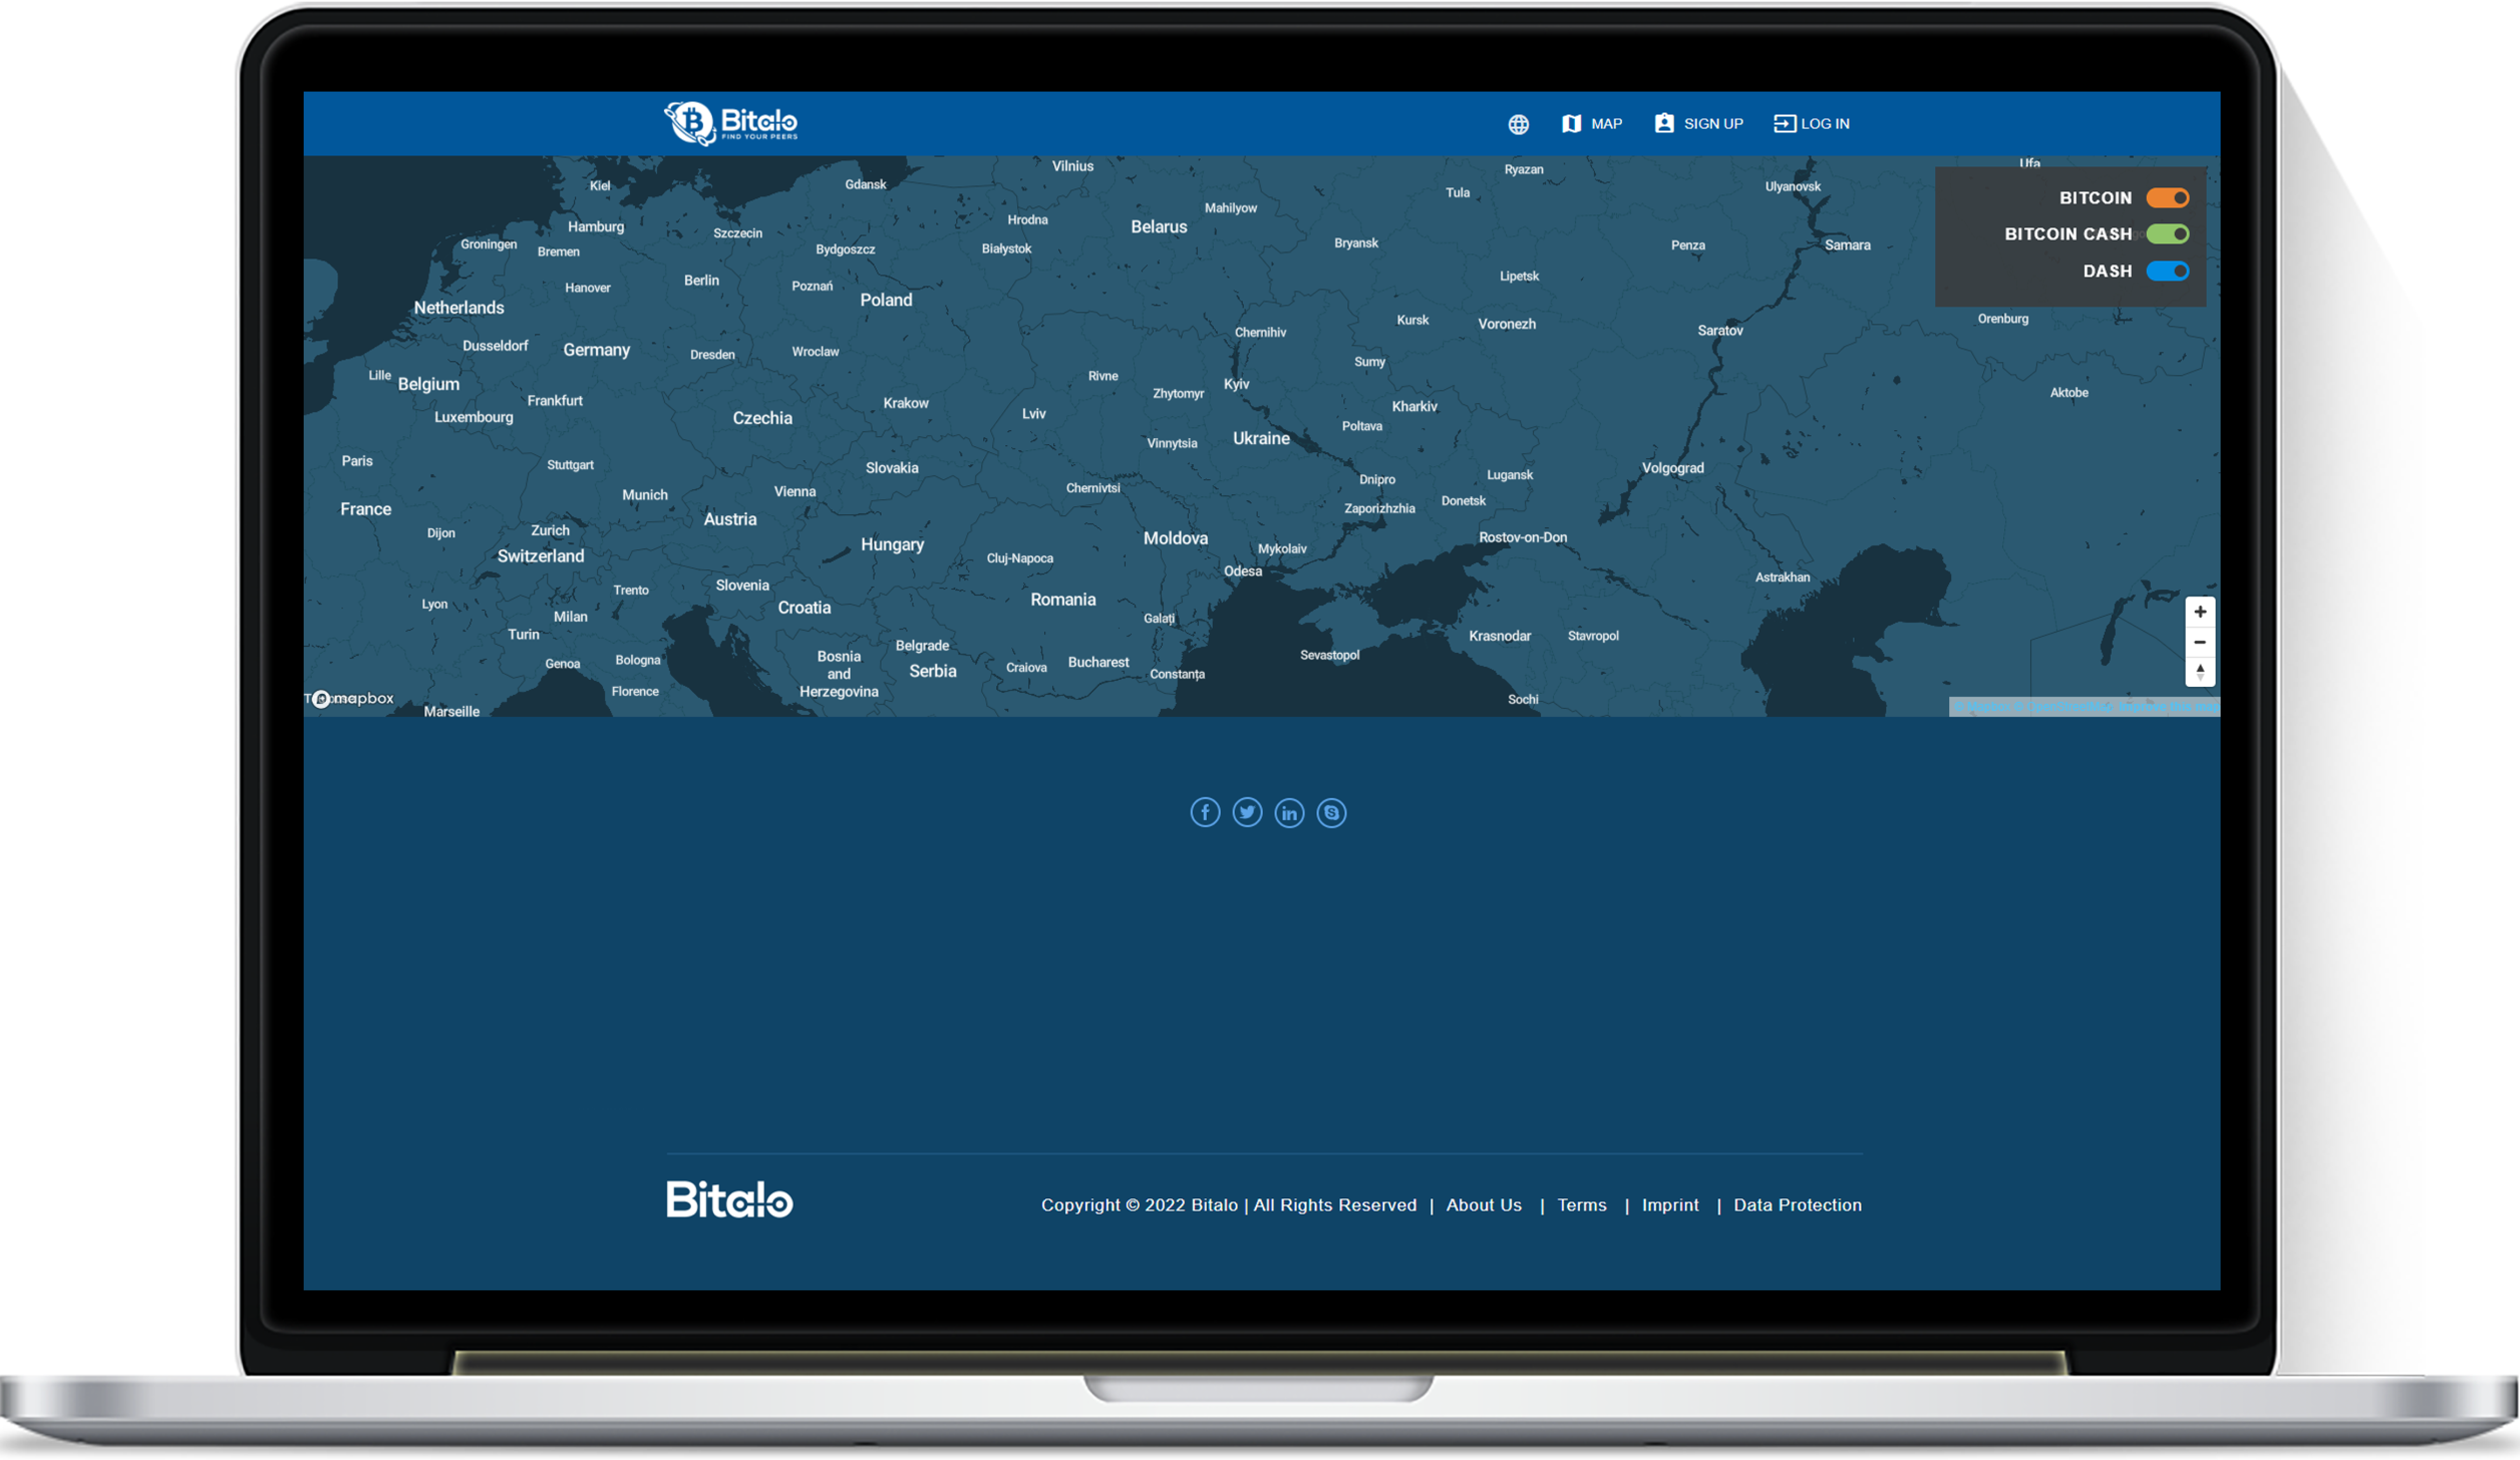 Bitalo
FIND YOUR PEERS
MAP
SIGN UP
LOG IN
BITCOIN
BITCOIN CASH
DASH
Vilnius
Ryazan
Ufa
Kiel
Gdansk
Tula
Ulyanovsk
Hrodna
Mahilyow
Hamburg
Szczecin
Belarus
Groningen
Bremen
Bydgoszcz
Białystok
Bryansk
Penza
Samara
Berlin
Lipetsk
Hanover
Poznań
Poland
Netherlands
Kursk
Voronezh
Orenburg
Chernihiv
Saratov
Dusseldorf
Germany
Dresden
Wroclaw
Sumy
Lille
Belgium
Rivne
Zhytomyr
Kyiv
Aktobe
Frankfurt
Krakow
Kharkiv
Luxembourg
Czechia
Lviv
Poltava
Vinnytsia
Ukraine
Paris
Stuttgart
Slovakia
Volgograd
Lugansk
Dnipro
Munich
Vienna
Chernivtsi
Donetsk
France
Austria
Zaporizhzhia
Dijon
Zurich
Moldova
Rostov-on-Don
Hungary
Mykolaiv
Switzerland
Cluj-Napoca
Odesa
Astrakhan
Trento
Slovenia
Lyon
Croatia
Romania
Milan
Galați
Turin
Krasnodar
Stavropol
Belgrade
Genoa
Bologna
Bosnia
and
Herzegovina
Serbia
Craiova
Bucharest
Sevastopol
Constanța
Florence
Sochi
mapbox
Marseille
Bitalo
Copyright © 2022 Bitalo | All Rights Reserved | About Us | Terms | Imprint | Data Protection